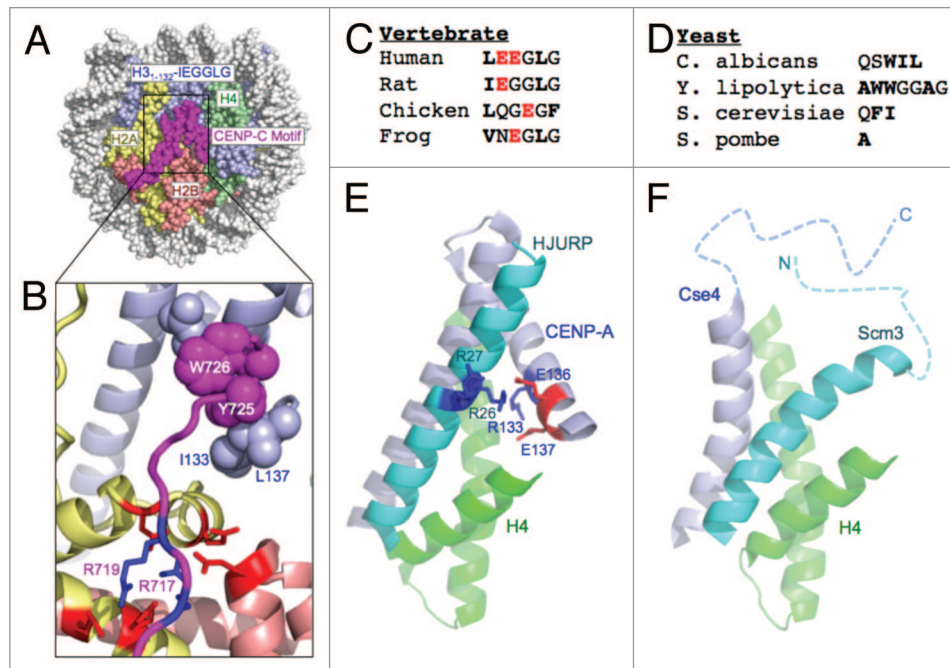 A
H3₁₋₁₃₂-IEGGLG
H4
H2A
CENP-C Motif
H2B
B
W726
Y725
I133
L137
R719
R717
C Vertebrate
Human LEEGLG
Rat IEGGLG
Chicken LQGEGF
Frog VNEGLG
D Yeast
C. albicans QSWIL
Y. lipolytica AWWGGAG
S. cerevisiae QFI
S. pombe A
E
HJURP
CENP-A
R27
E136
R26
R133
E137
H4
F
C
N
Cse4
Scm3
H4